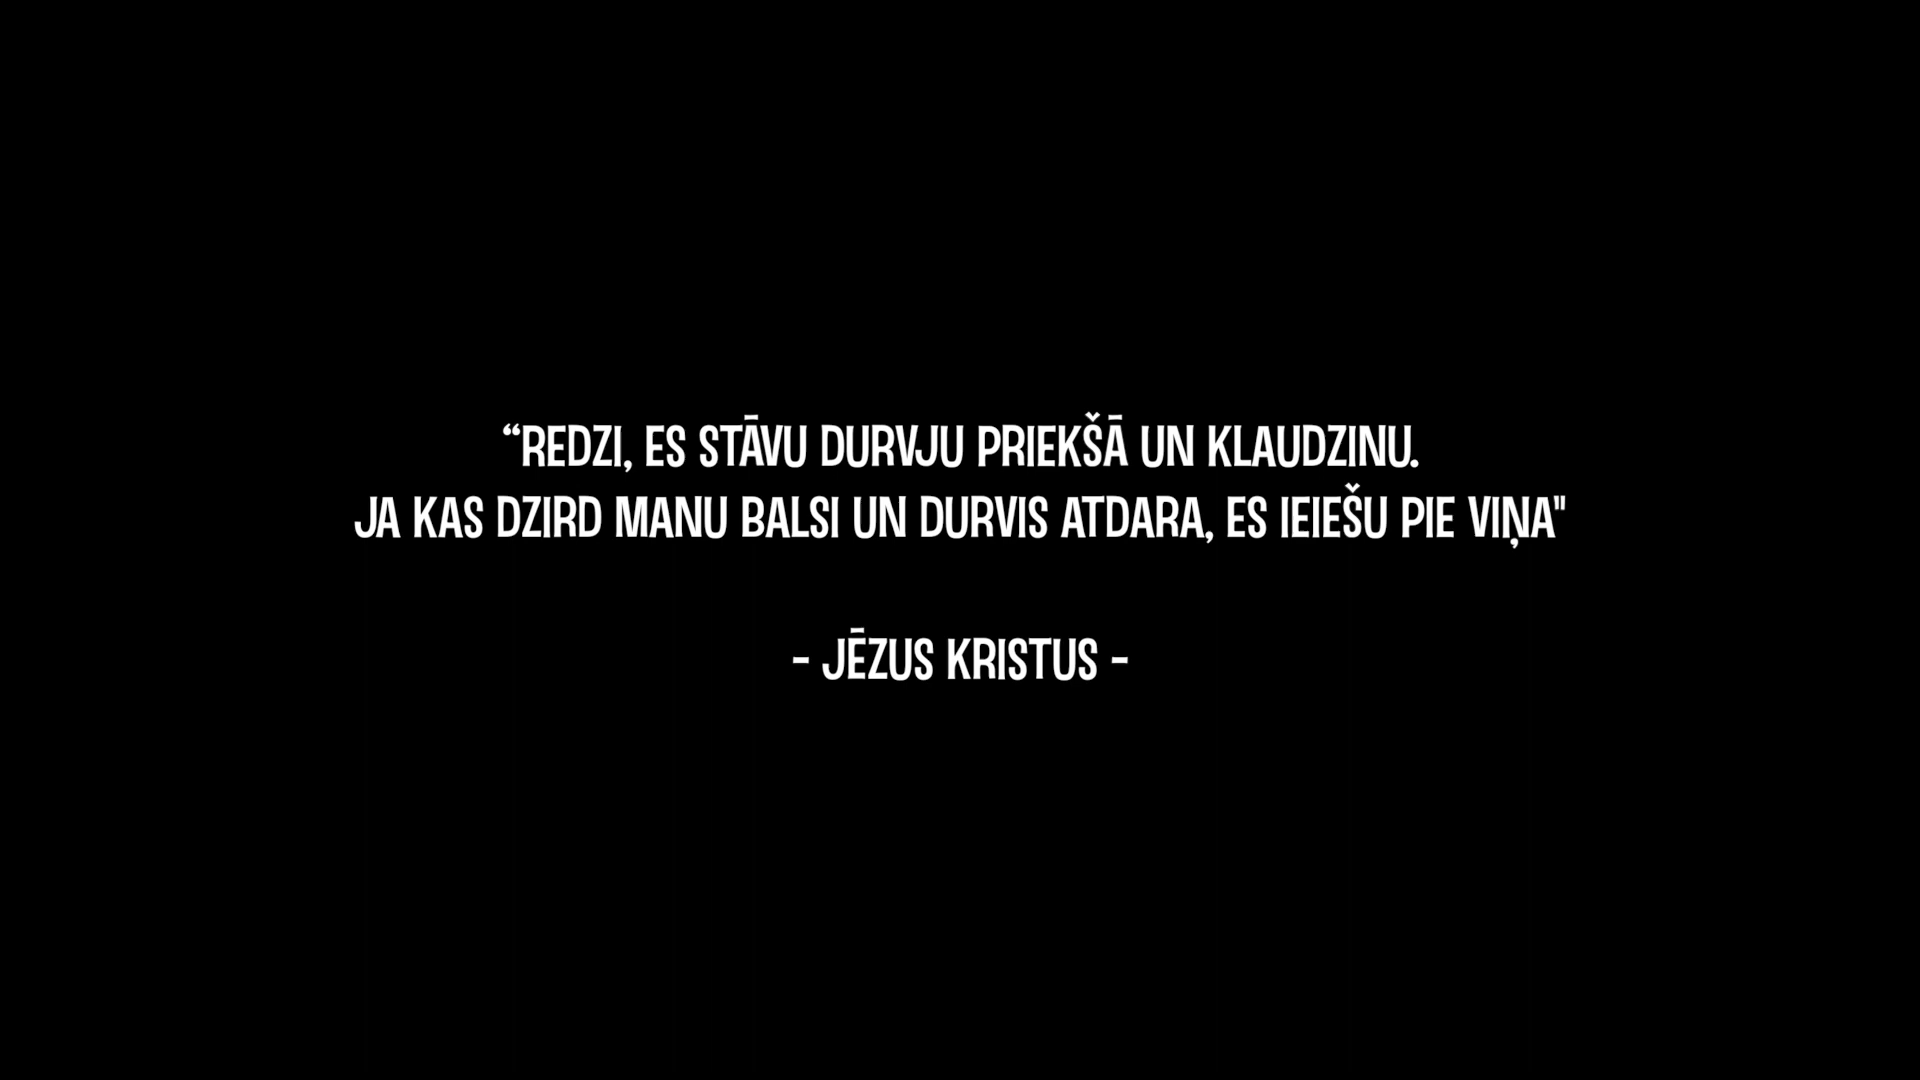 “REDZI, ES STĀVU DURVJU PRIEKŠĀ UN KLAUDZINU.
JA KAS DZIRD MANU BALSI UN DURVIS ATDARA, ES IEIEŠU PIE VIŅA"
- JĒZUS KRISTUS -